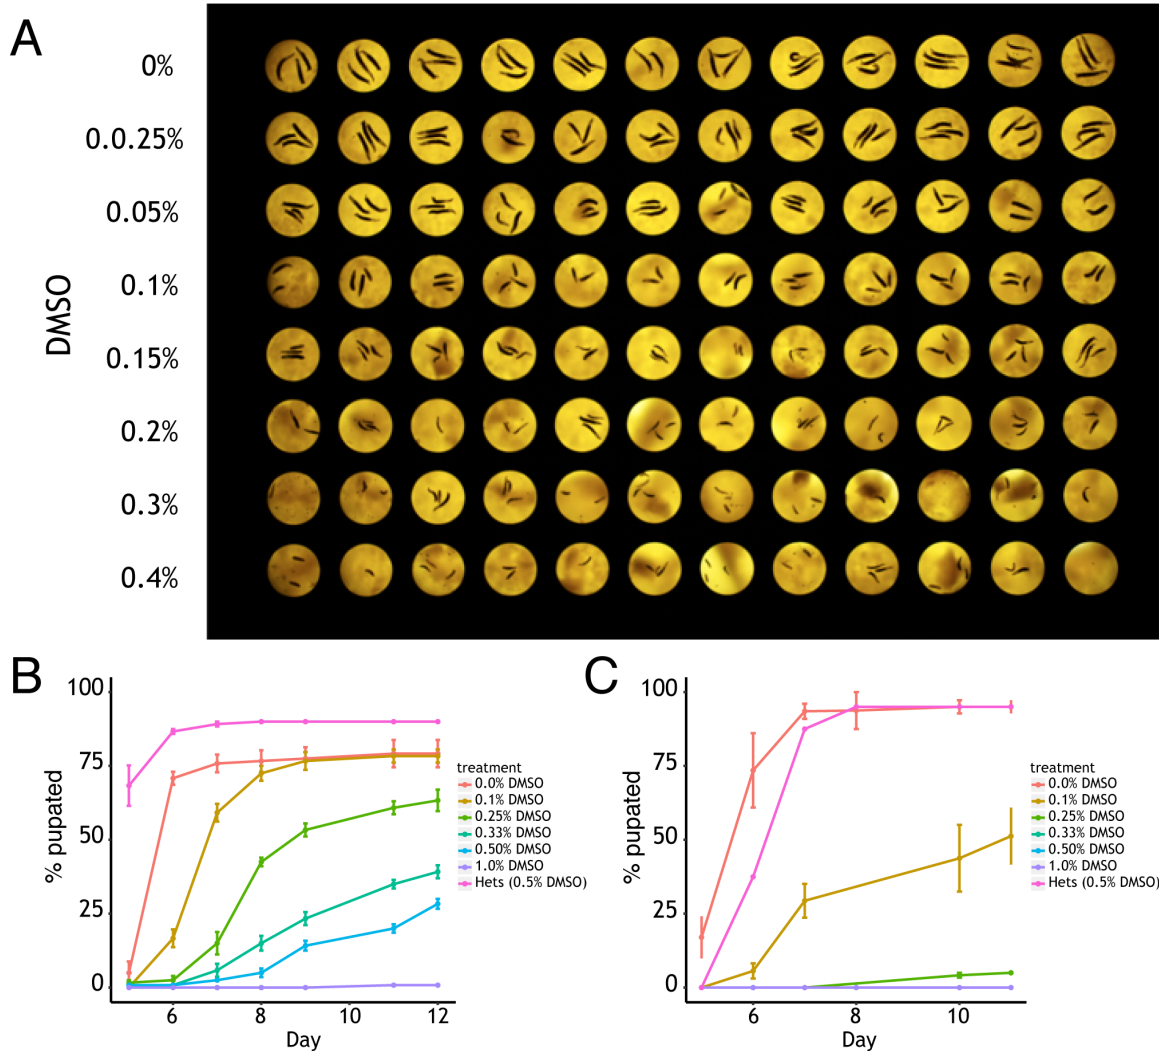 A
0%
0.0.25%
0.05%
0.1%
0.15%
0.2%
0.3%
0.4%
DMSO
B
100
75
50
25
0
% pupated
6
8
10
12
Day
treatment
0.0% DMSO
0.1% DMSO
0.25% DMSO
0.33% DMSO
0.50% DMSO
1.0% DMSO
Hets (0.5% DMSO)
C
100
75
50
25
0
% pupated
6
8
10
Day
treatment
0.0% DMSO
0.1% DMSO
0.25% DMSO
0.33% DMSO
0.50% DMSO
1.0% DMSO
Hets (0.5% DMSO)